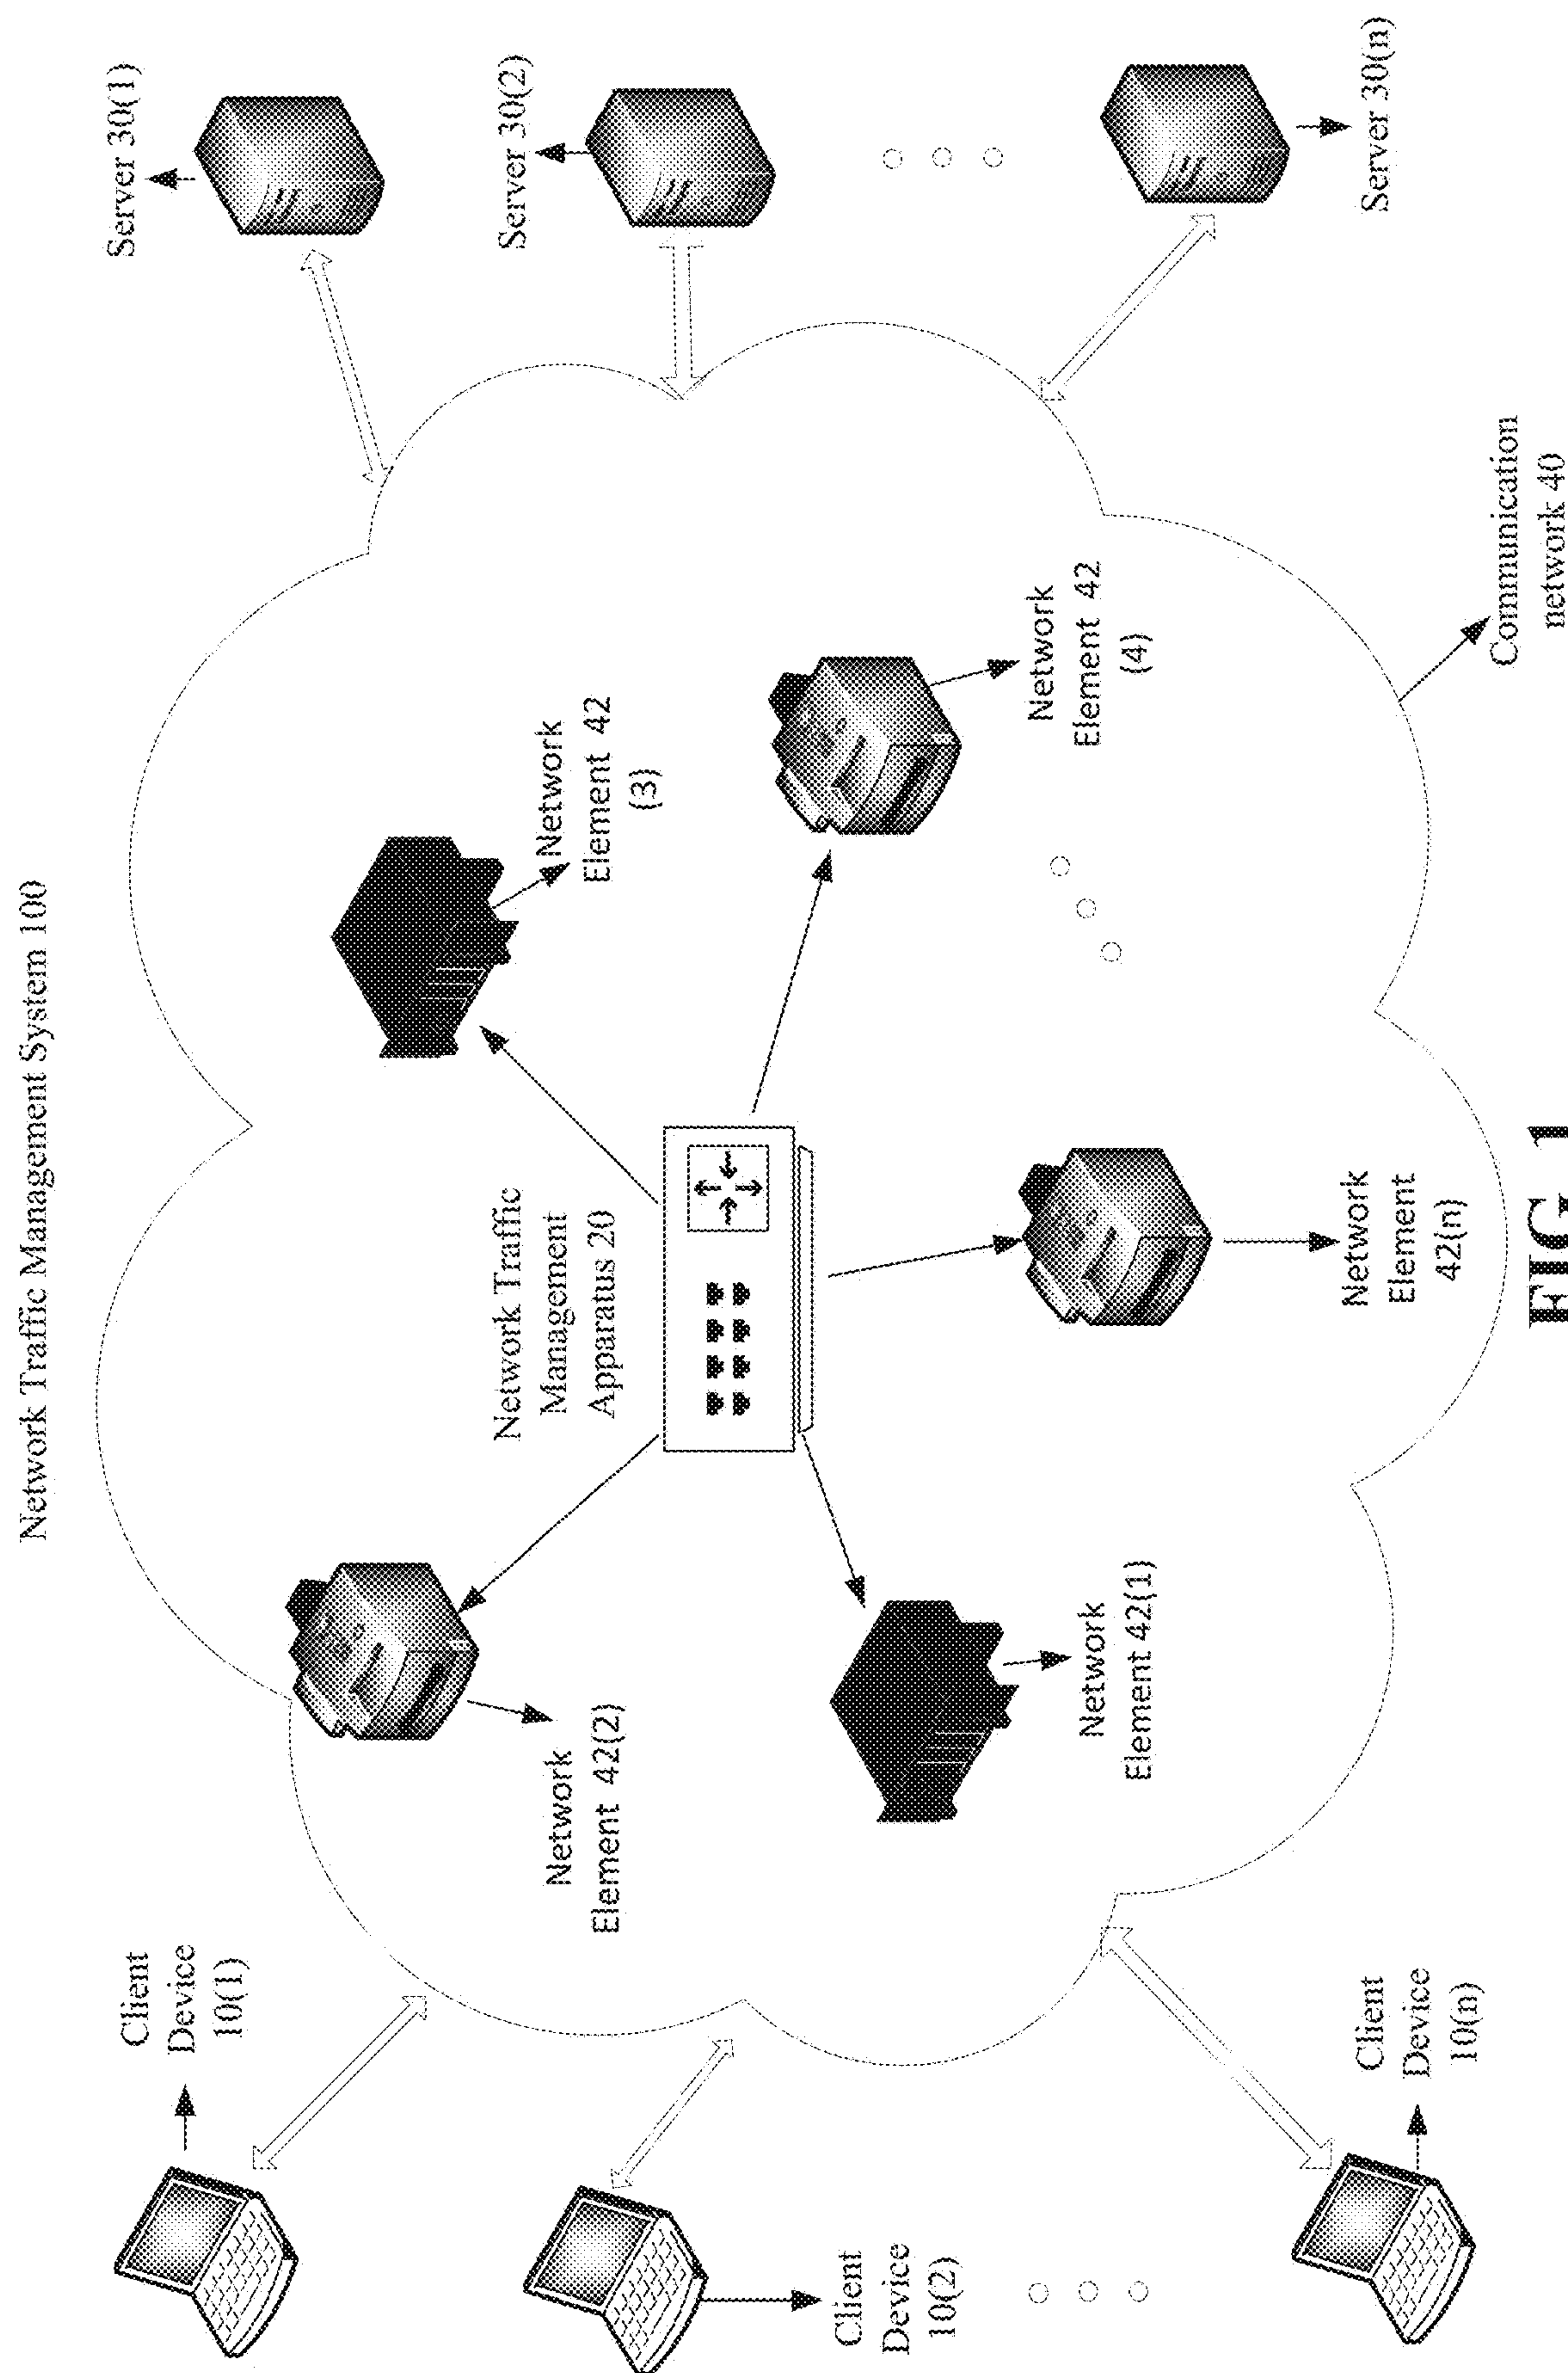 Network Traffic Management System 100
Client
Device
10(1)
Server 30(1)
Network
Element 42(2)
Network
Element 42
(3)
Network Traffic
Management
Apparatus 20
Server 30(2)
Client
Device
10(2)
Network
Element 42(1)
Network
Element 42
(4)
Network
Element
42(n)
Client
Device
10(n)
Server 30(n)
Communication
network 40
FIG 1